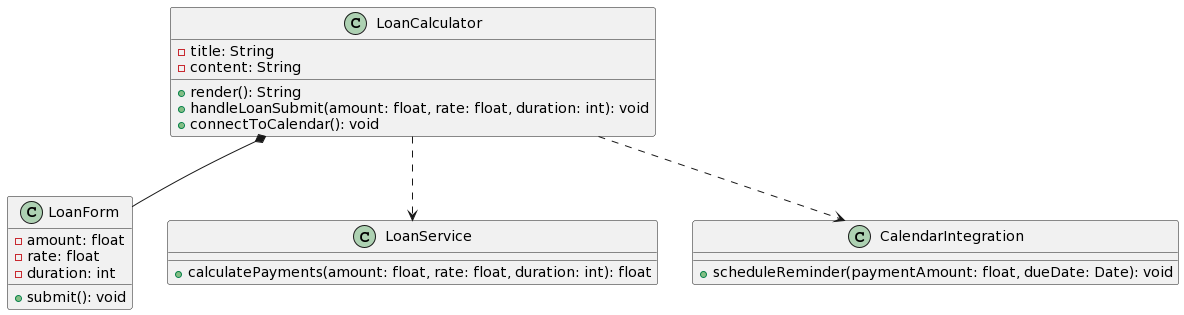 C LoanCalculator
title: String
content: String
render(): String
handleLoanSubmit(amount: float, rate: float, duration: int): void
connectToCalendar(): void
C LoanForm
amount: float
rate: float
duration: int
submit(): void
C LoanService
calculatePayments(amount: float, rate: float, duration: int): float
C CalendarIntegration
scheduleReminder(paymentAmount: float, dueDate: Date): void